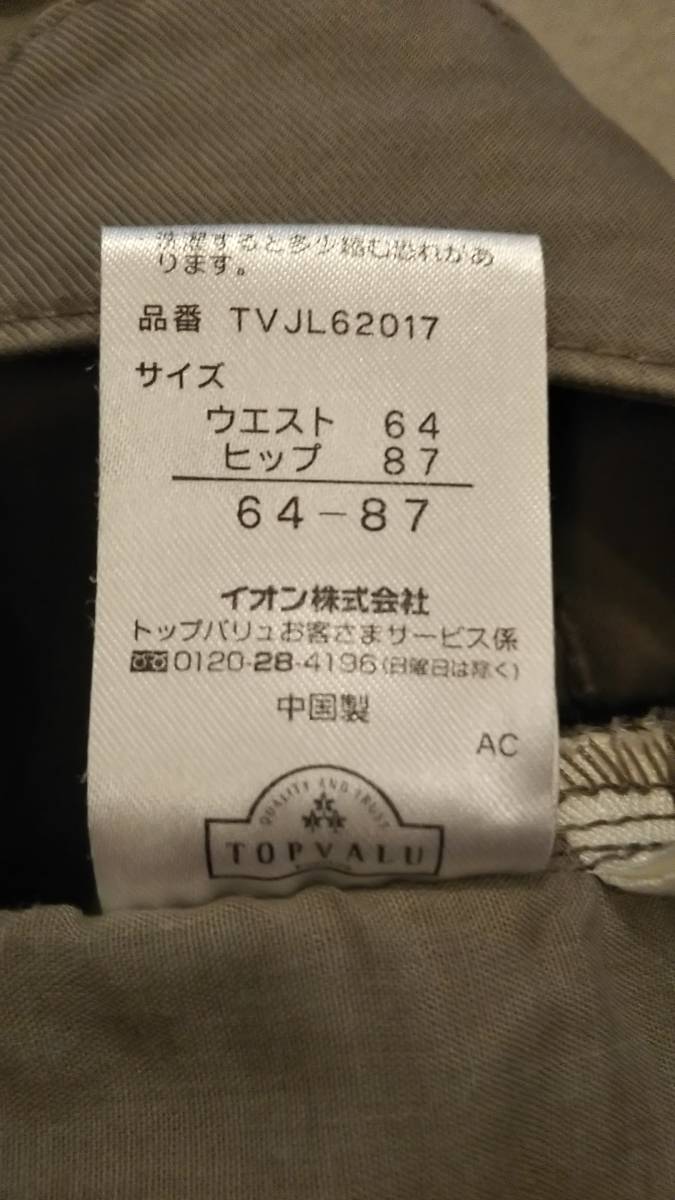 ・洗濯すると多少縮む恐れがあ
ります。
品番 TVJL62017
サイズ
ウエスト 64
ヒップ 87
64-87
イオン株式会社
トップバリュお客さまサービス係
0120-28-4196(日曜日は除く)
中国製
AC
QUALITY AND TRUST
TOPVALU